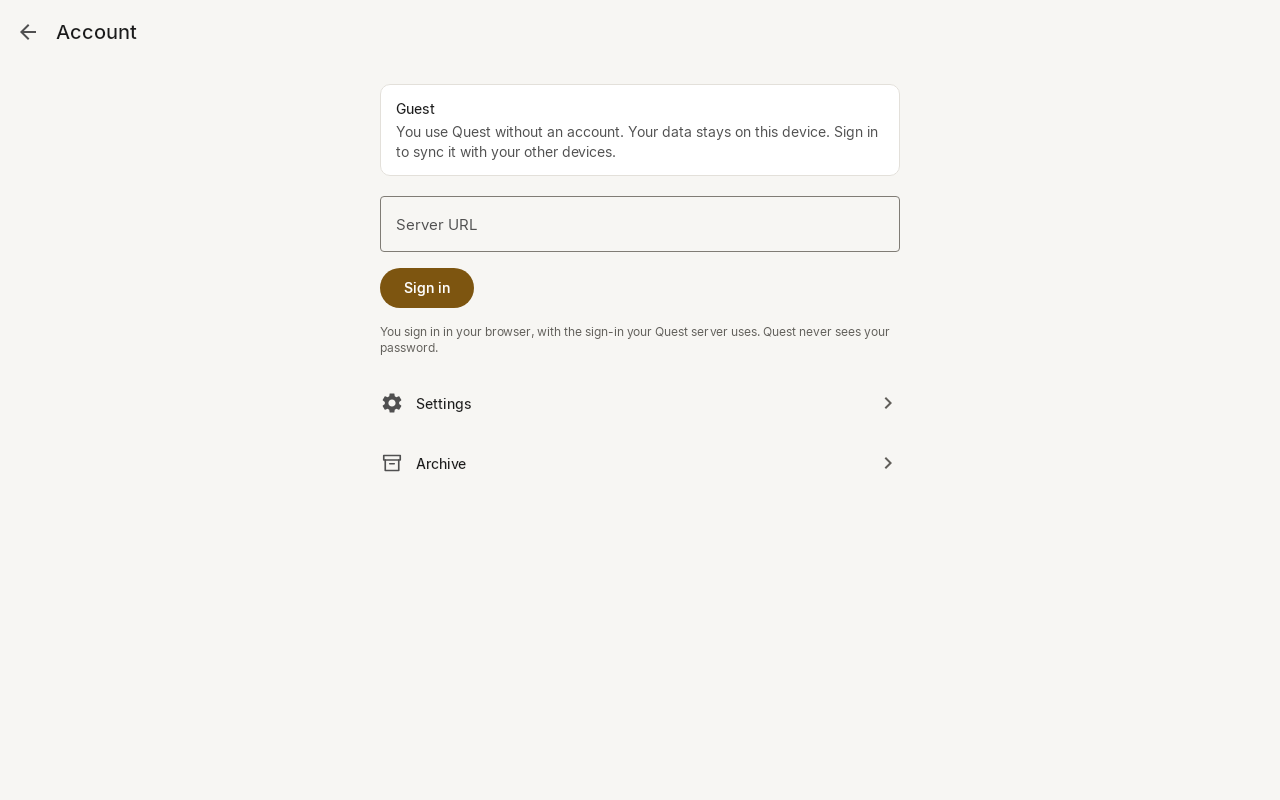 Account
Guest
You use Quest without an account. Your data stays on this device. Sign in
to sync it with your other devices.
Server URL
Sign in
You sign in in your browser, with the sign-in your Quest server uses. Quest never sees your
password.
Settings
Archive